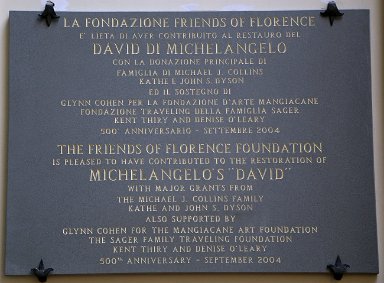 LA FONDAZIONE FRIENDS OF FLORENCE
E' LIETA DI AVER CONTRIBUITO AL RESTAURO DEL
DAVID DI MICHELANGELO
CON LA DONAZIONE PRINCIPALE DI
FAMIGLIA DI MICHAEL J. COLLINS
KATHE E JOHN S. DYSON
ED IL SOSTEGNO DI
GLYNN COHEN PER LA FONDAZIONE D'ARTE MANGIACANE
FONDAZIONE TRAVELING DELLA FAMIGLIA SAGER
KENT THIRY AND DENISE O'LEARY
500° ANNIVERSARIO - SETTEMBRE 2004
THE FRIENDS OF FLORENCE FOUNDATION
IS PLEASED TO HAVE CONTRIBUTED TO THE RESTORATION OF
MICHELANGELO'S "DAVID"
WITH MAJOR GRANTS FROM
THE MICHAEL J. COLLINS FAMILY
KATHE AND JOHN S. DYSON
ALSO SUPPORTED BY
GLYNN COHEN FOR THE MANGIACANE ART FOUNDATION
THE SAGER FAMILY TRAVELING FOUNDATION
KENT THIRY AND DENISE O'LEARY
500TH ANNIVERSARY - SEPTEMBER 2004